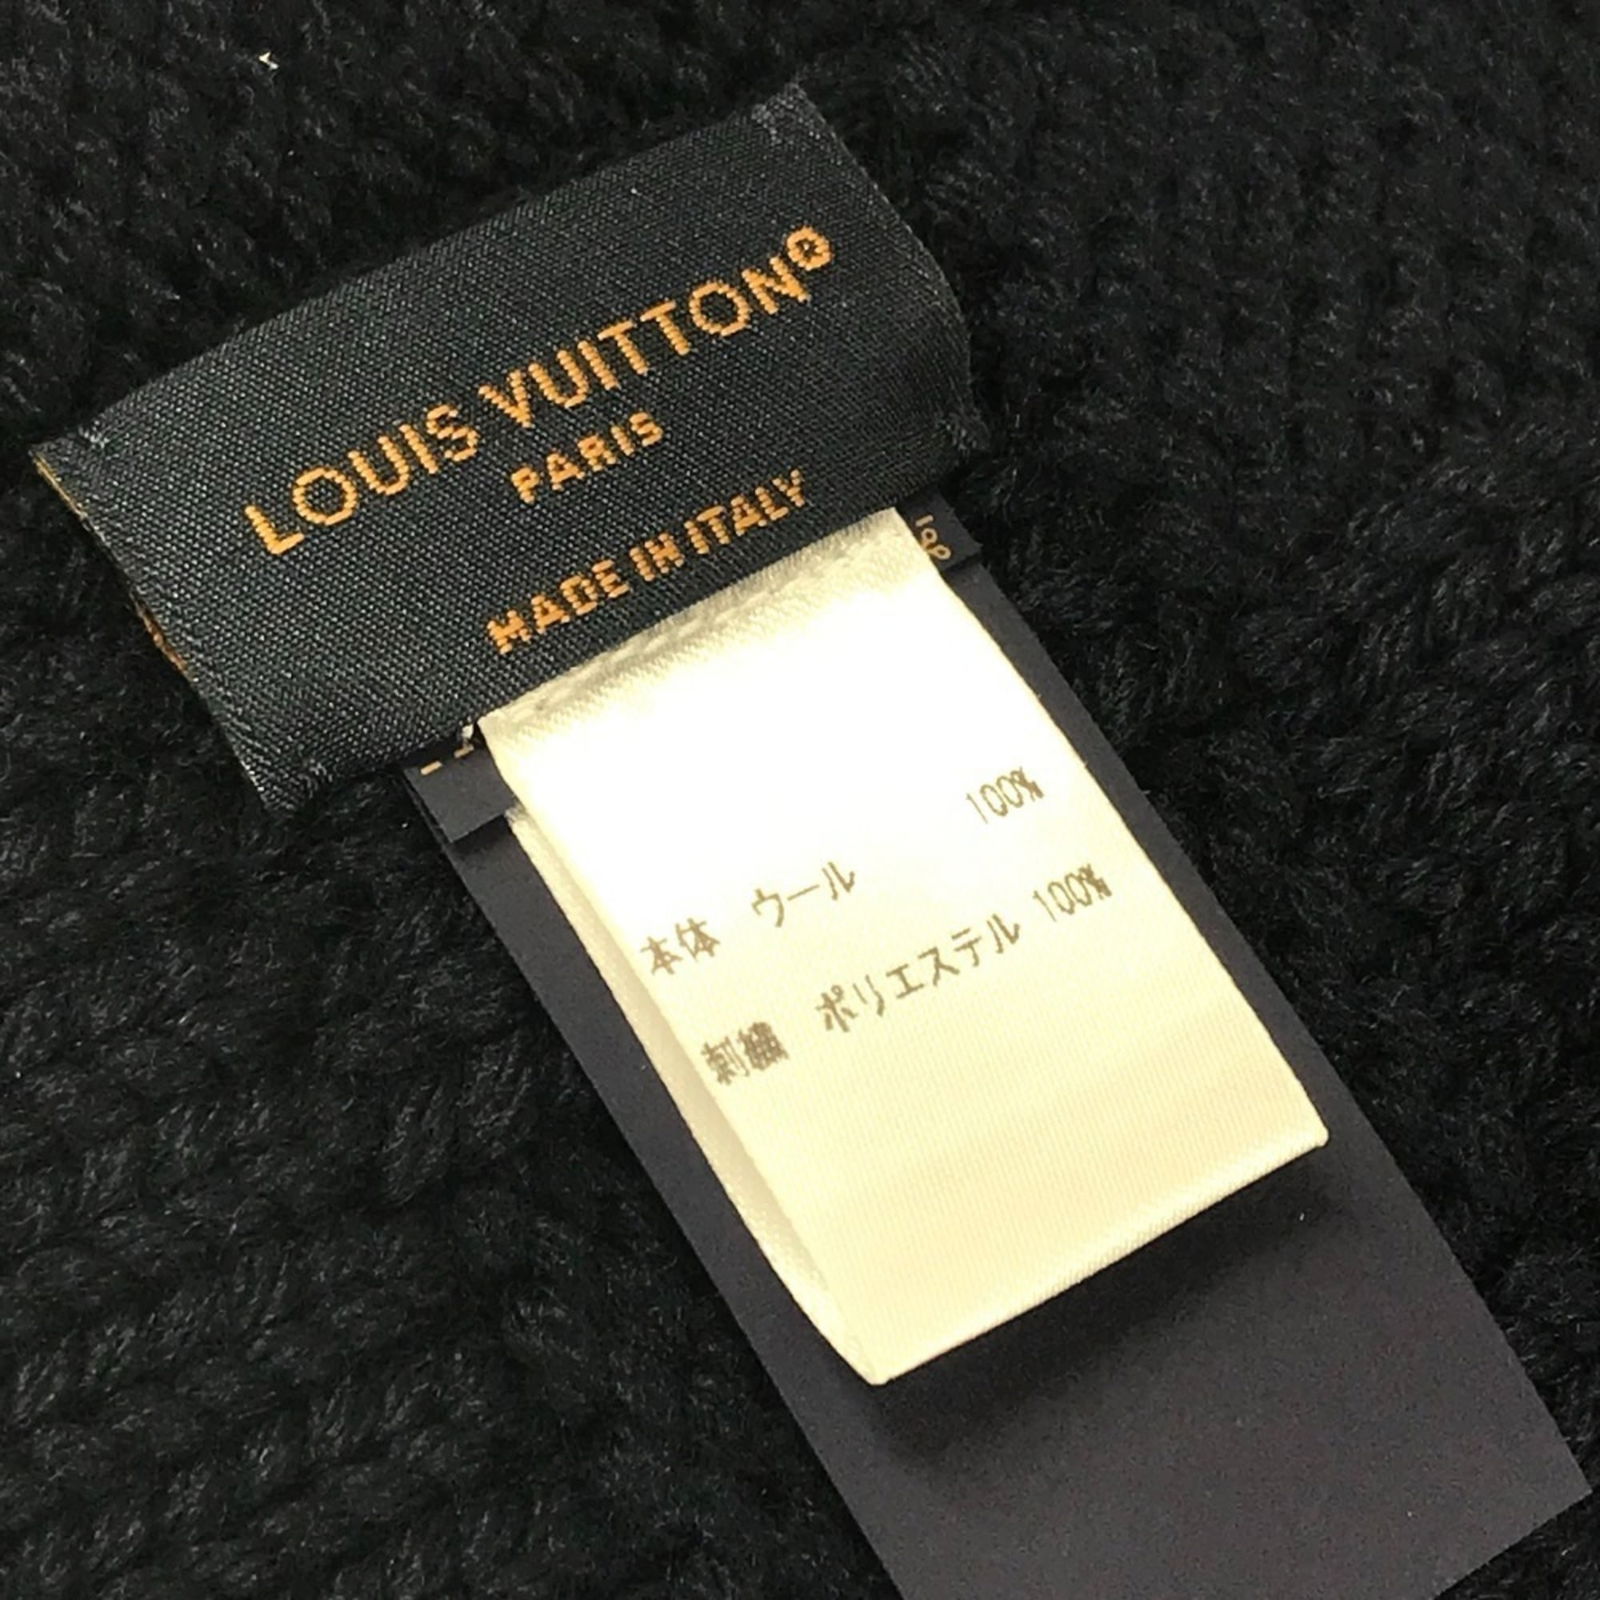 LOUIS VUITTON®
PARIS
MADE IN ITALY
本体 ウール 100%
刺繍 ポリエステル 100%